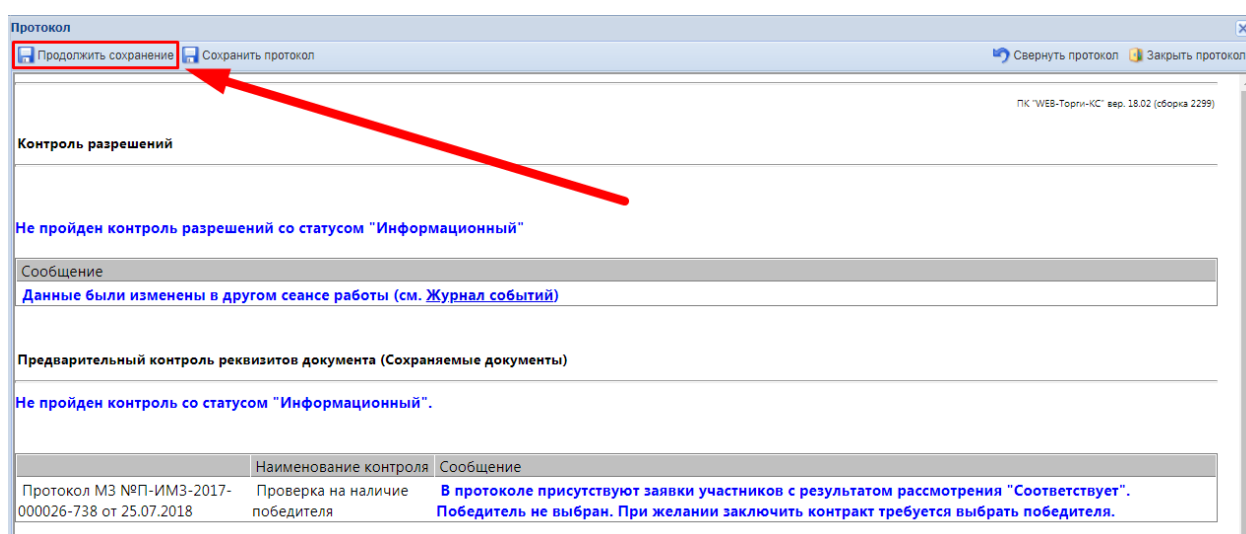 Протокол
Продолжить сохранение Сохранить протокол Свернуть протокол Закрыть протокол
ПК "WEB-Торги-КС" вер. 18.02 (сборка 2299)
Контроль разрешений
Не пройден контроль разрешений со статусом "Информационный"
Сообщение
Данные были изменены в другом сеансе работы (см. Журнал событий)
Предварительный контроль реквизитов документа (Сохраняемые документы)
Не пройден контроль со статусом "Информационный".
Наименование контроля Сообщение
Протокол МЗ №П-ИМЗ-2017- Проверка на наличие В протоколе присутствуют заявки участников с результатом рассмотрения "Соответствует".
000026-738 от 25.07.2018 победителя Победитель не выбран. При желании заключить контракт требуется выбрать победителя.